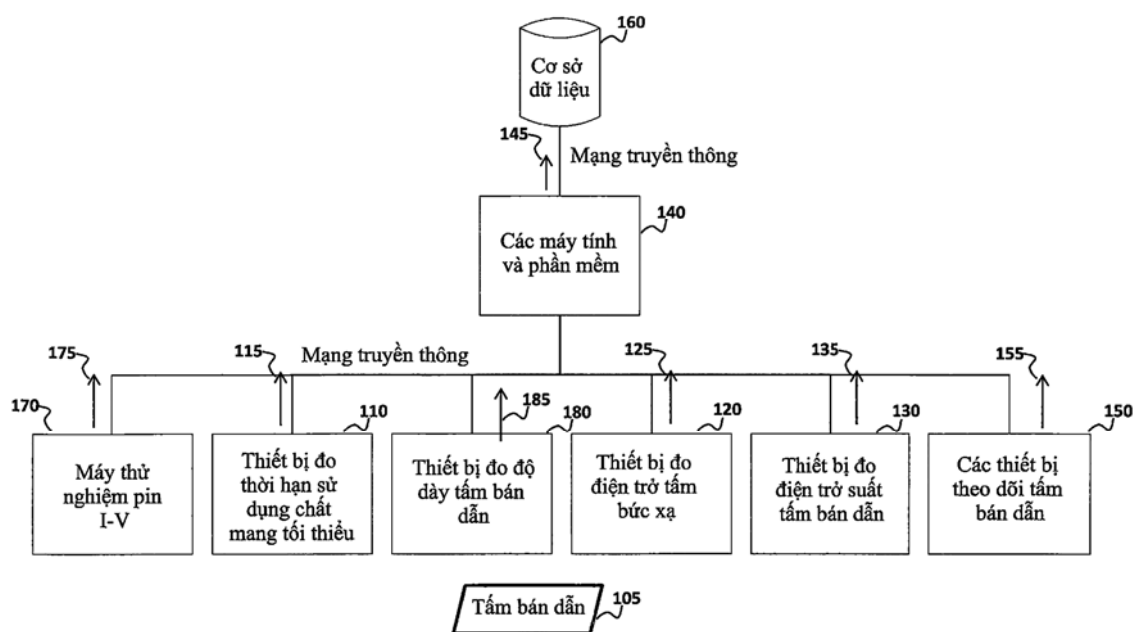 160
Cơ sở
dữ liệu
145
Mạng truyền thông
140
Các máy tính
và phần mềm
175
115
Mạng truyền thông
125
135
155
170
110
185
180
120
130
150
Máy thử
nghiệm pin
I-V
Thiết bị đo
thời hạn sử
dụng chất
mang tối thiểu
Thiết bị đo độ
dày tấm bán
dẫn
Thiết bị đo
điện trở tấm
bức xạ
Thiết bị đo
điện trở suất
tấm bán dẫn
Các thiết bị
theo dõi tấm
bán dẫn
Tấm bán dẫn
105